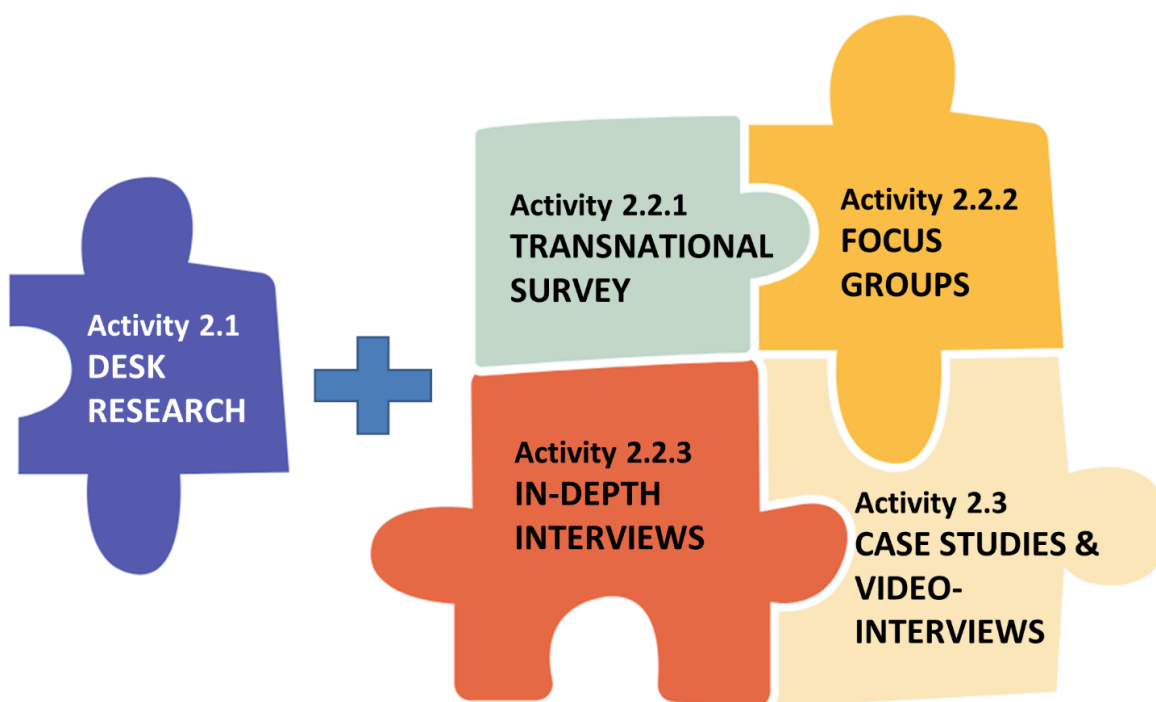 Activity 2.1
DESK
RESEARCH
Activity 2.2.1
TRANSNATIONAL
SURVEY
Activity 2.2.2
FOCUS
GROUPS
Activity 2.2.3
IN-DEPTH
INTERVIEWS
Activity 2.3
CASE STUDIES &
VIDEO-
INTERVIEWS